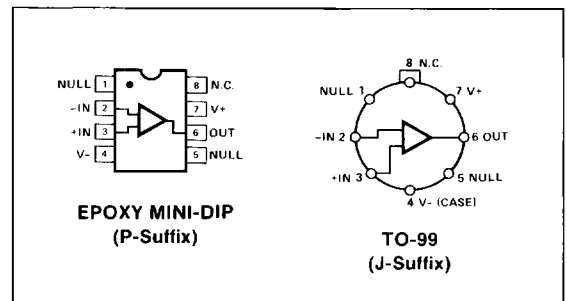 NULL 1
8 N.C.
-IN 2
7 V+
+IN 3
6 OUT
V- 4
5 NULL
EPOXY MINI-DIP
(P-Suffix)
8 N.C.
NULL 1
7 V+
-IN 2
6 OUT
+IN 3
5 NULL
4 V- (CASE)
TO-99
(J-Suffix)